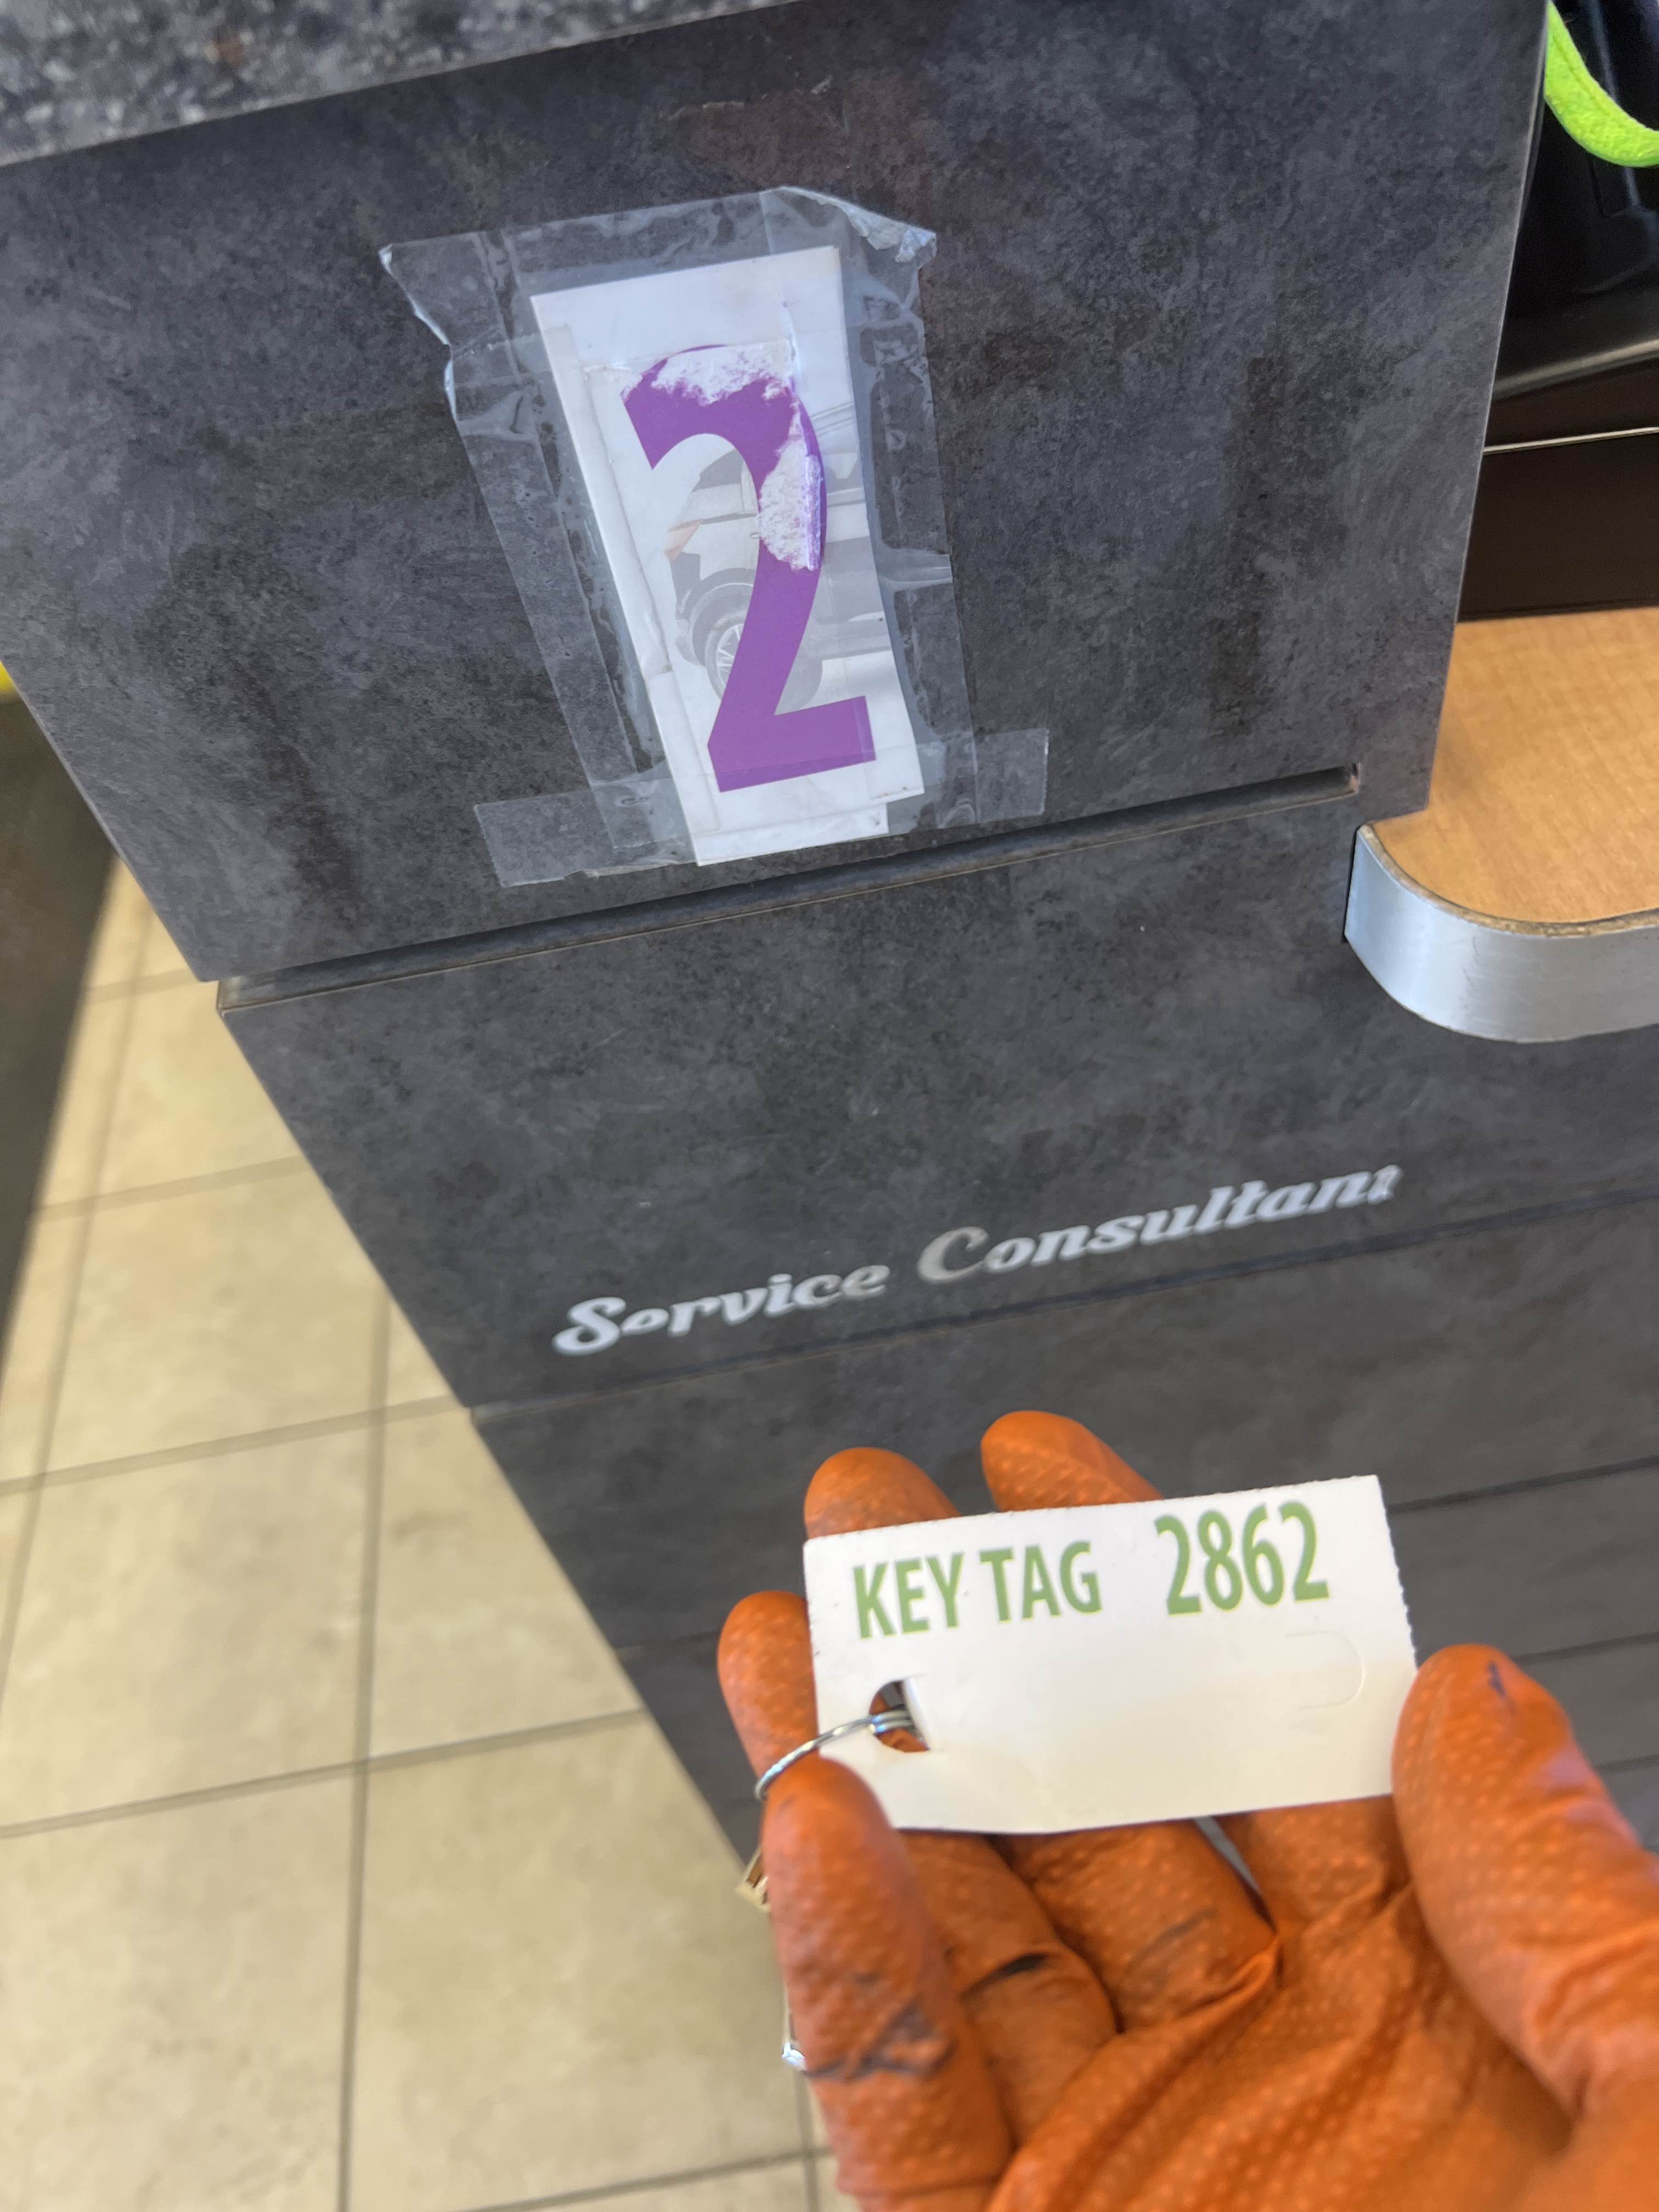 2
Service Consultant
KEY TAG 2862